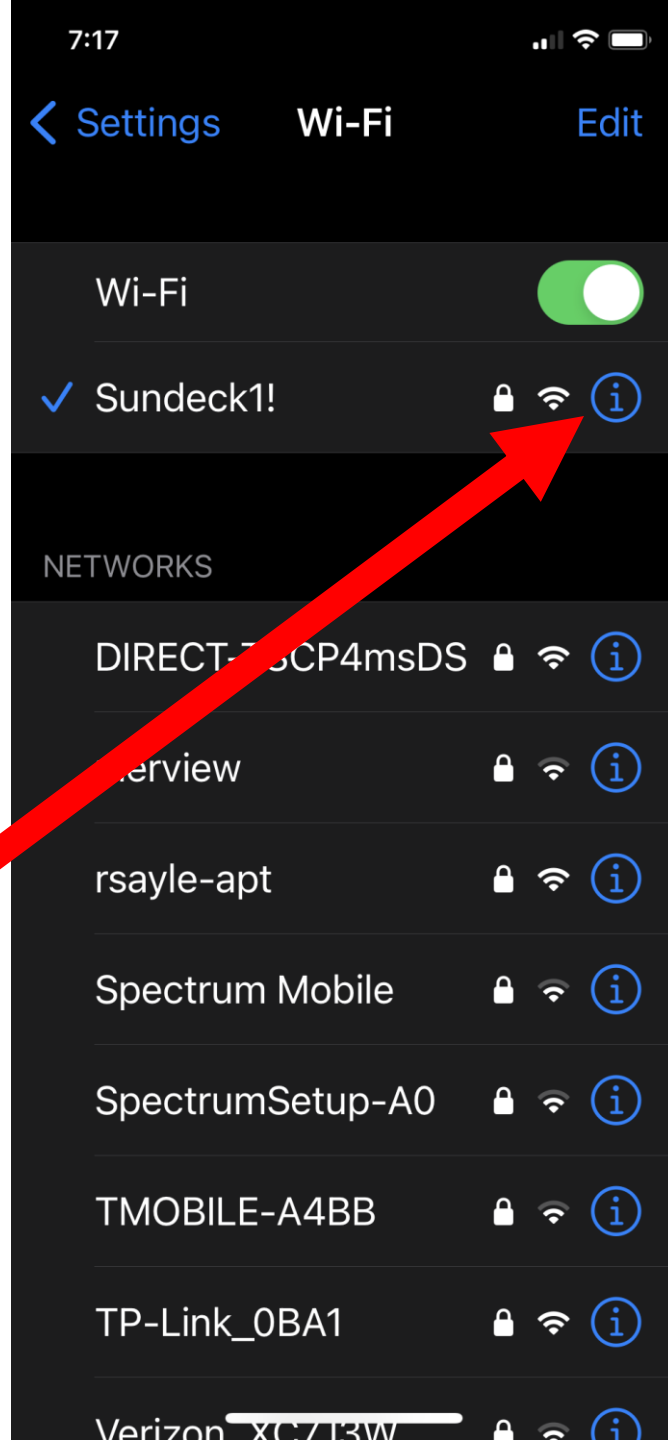 7:17
Settings Wi-Fi Edit
Wi-Fi
Sundeck1!
NETWORKS
rsayle-apt
Spectrum Mobile
SpectrumSetup-A0
TMOBILE-A4BB
TP-Link_0BA1